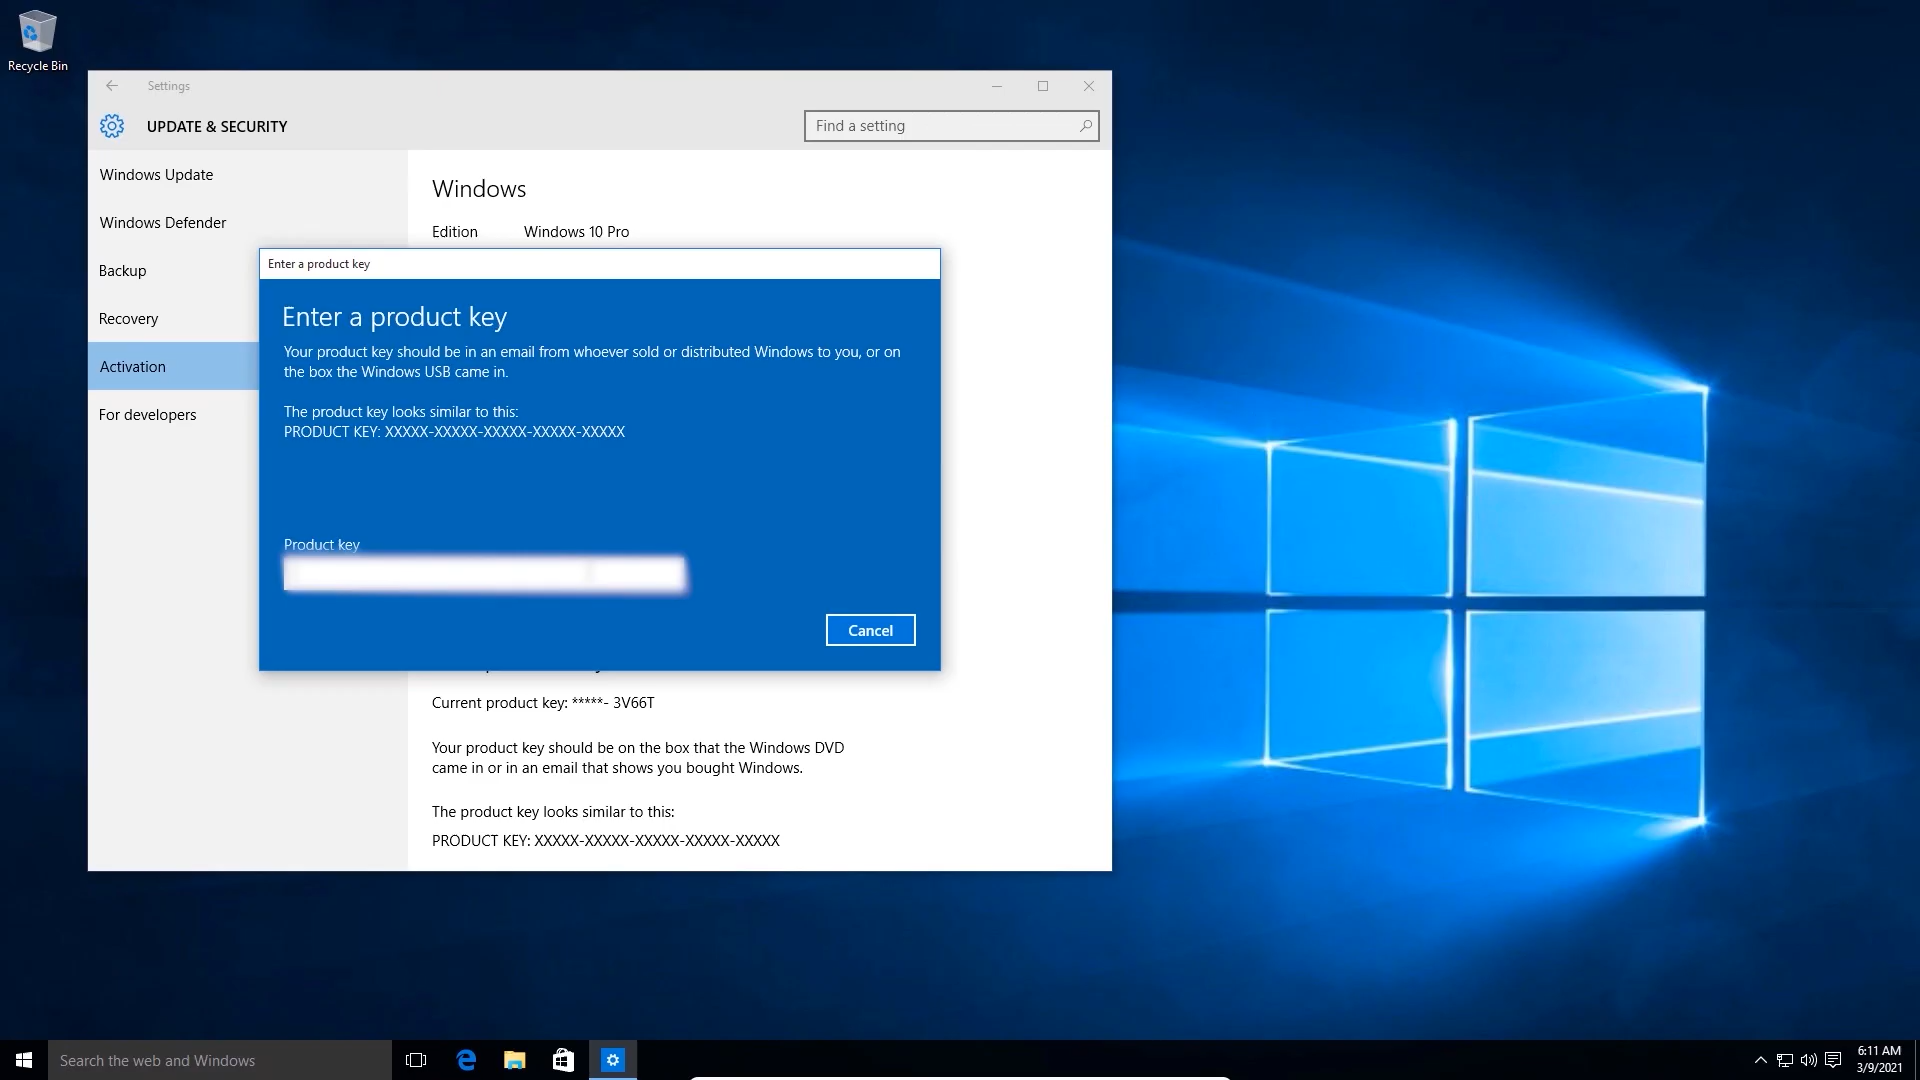 Recycle Bin
Settings
UPDATE & SECURITY
Find a setting
Windows Update
Windows Defender
Backup
Recovery
Activation
For developers
Windows
Edition Windows 10 Pro
Enter a product key
Enter a product key
Your product key should be in an email from whoever sold or distributed Windows to you, or on
the box the Windows USB came in.
The product key looks similar to this:
PRODUCT KEY: XXXXX-XXXXX-XXXXX-XXXXX-XXXXX
Product key
Cancel
Current product key: *****- 3V66T
Your product key should be on the box that the Windows DVD
came in or in an email that shows you bought Windows.
The product key looks similar to this:
PRODUCT KEY: XXXXX-XXXXX-XXXXX-XXXXX-XXXXX
Search the web and Windows
6:11 AM
3/9/2021